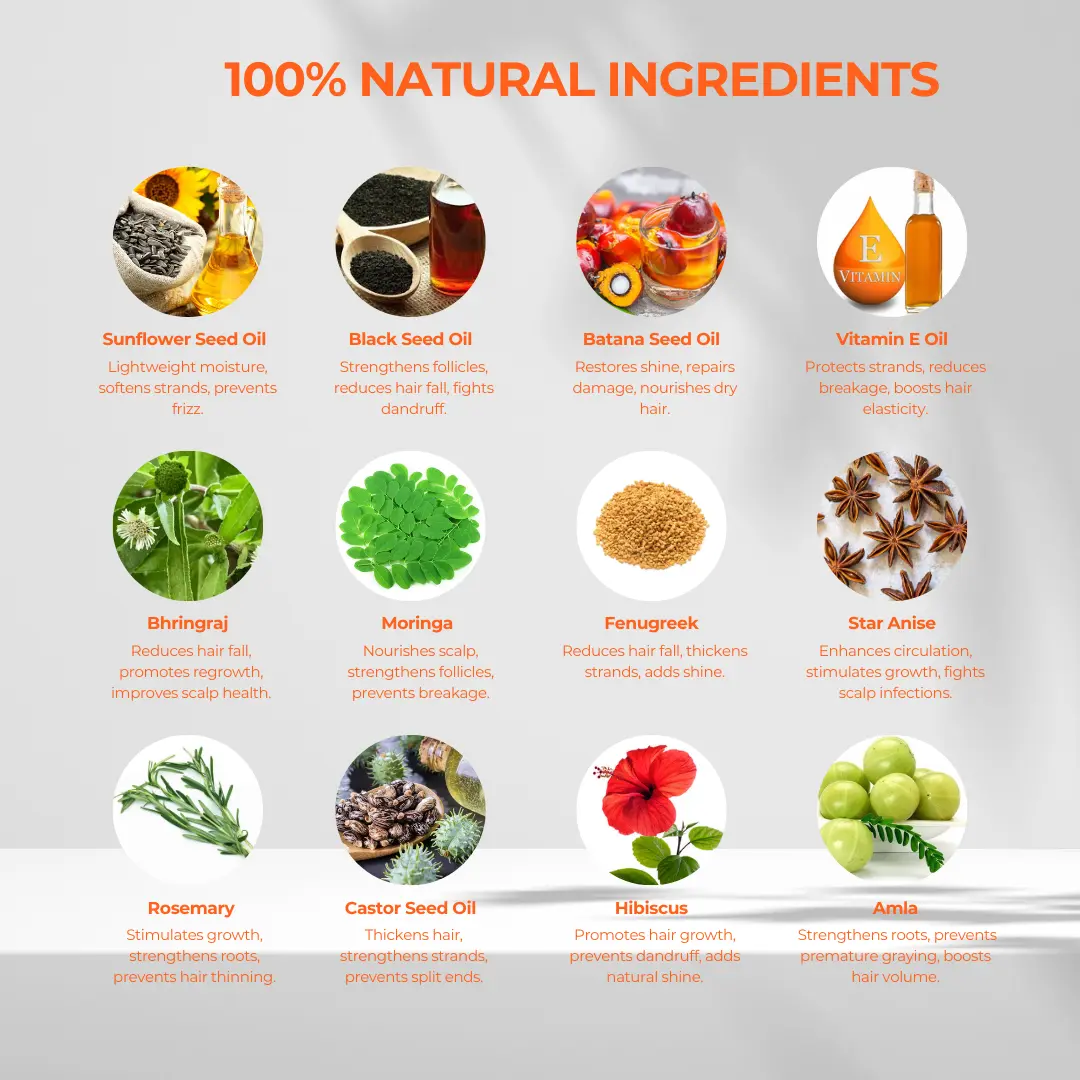 100% NATURAL INGREDIENTS
E
VITAMIN
Sunflower Seed Oil
Lightweight moisture,
softens strands, prevents
frizz.
Black Seed Oil
Strengthens follicles,
reduces hair fall, fights
dandruff.
Batana Seed Oil
Restores shine, repairs
damage, nourishes dry
hair.
Vitamin E Oil
Protects strands, reduces
breakage, boosts hair
elasticity.
Bhringraj
Reduces hair fall,
promotes regrowth,
improves scalp health.
Moringa
Nourishes scalp,
strengthens follicles,
prevents breakage.
Fenugreek
Reduces hair fall, thickens
strands, adds shine.
Star Anise
Enhances circulation,
stimulates growth, fights
scalp infections.
Rosemary
Stimulates growth,
strengthens roots,
prevents hair thinning.
Castor Seed Oil
Thickens hair,
strengthens strands,
prevents split ends.
Hibiscus
Promotes hair growth,
prevents dandruff, adds
natural shine.
Amla
Strengthens roots, prevents
premature graying, boosts
hair volume.